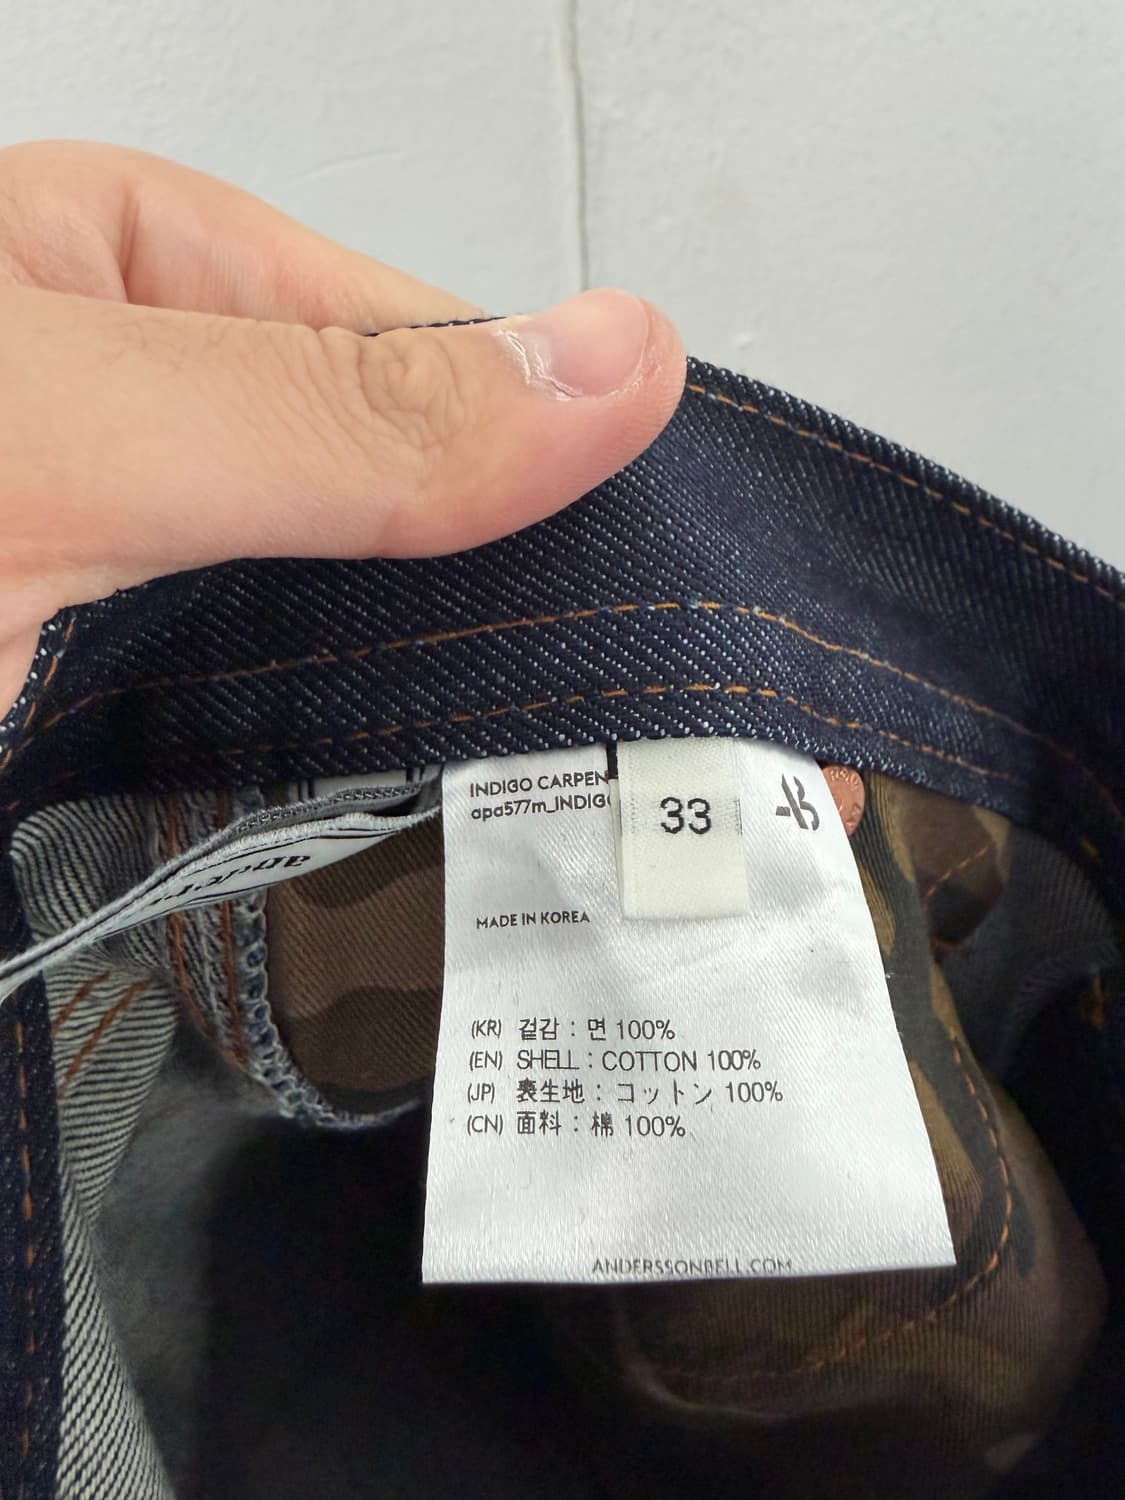 INDIGO CARPEN
apa577m_INDIG
33
MADE IN KOREA
(KR) 겉감 : 면 100%
(EN) SHELL : COTTON 100%
(JP) 表生地 : コットン 100%
(CN) 面料 : 棉 100%
ANDERSSONBELL.COM